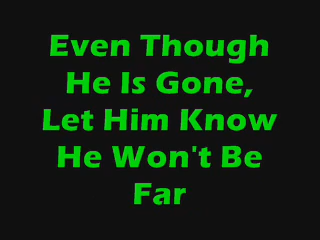 Even Though
He Is Gone,
Let Him Know
He Won't Be
Far